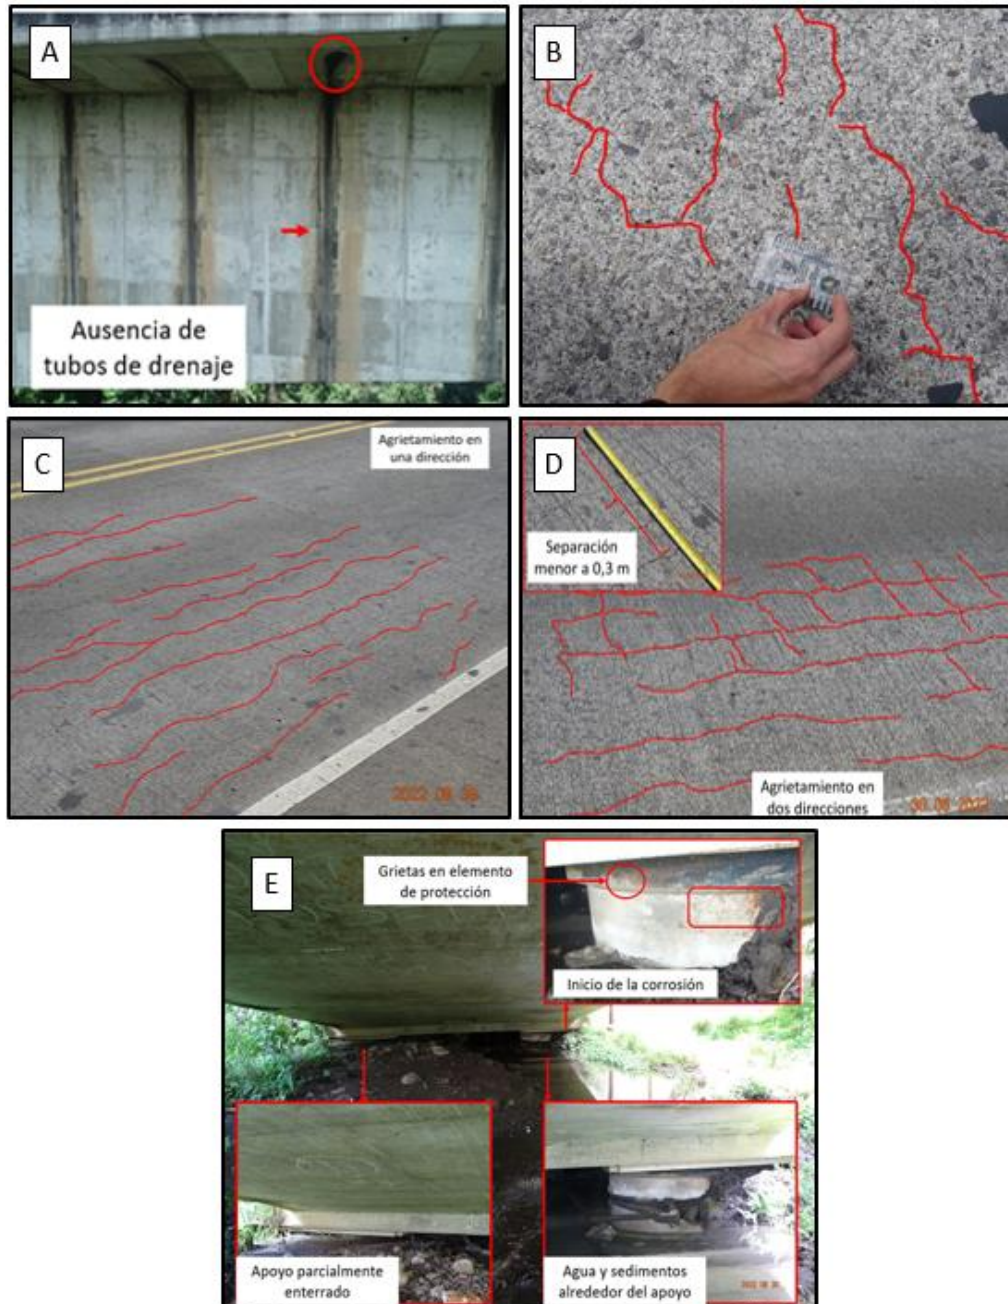 A
Ausencia de
tubos de drenaje
B
C
Agrietamiento en
una dirección
D
Separación
menor a 0,3 m
Agrietamiento en
dos direcciones
E
Grietas en elemento
de protección
Inicio de la corrosión
Apoyo parcialmente
enterrado
Agua y sedimentos
alrededor del apoyo